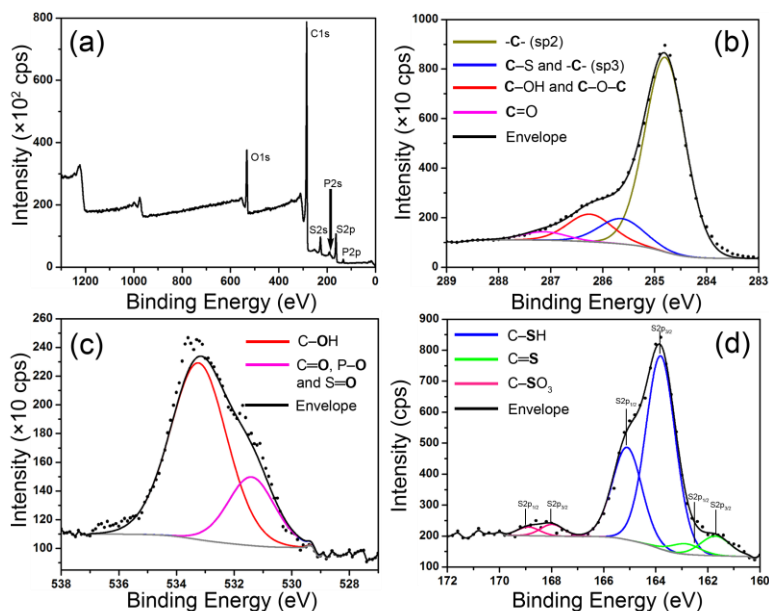 (a)
C1s
O1s
P2s
S2s
S2p
P2p
800
600
400
200
0
1200
1000
800
600
400
200
0
Intensity (×10² cps)
Binding Energy (eV)
(b)
-C- (sp2)
C–S and -C- (sp3)
C–OH and C–O–C
C=O
Envelope
1000
800
600
400
200
0
289
288
287
286
285
284
283
Intensity (×10 cps)
Binding Energy (eV)
(c)
C–OH
C=O, P–O
and S=O
Envelope
260
240
220
200
180
160
140
120
100
538
536
534
532
530
528
Intensity (×10 cps)
Binding Energy (eV)
(d)
C–SH
C=S
C–SO₃
Envelope
S2p₃/₂
S2p₁/₂
S2p₁/₂
S2p₃/₂
S2p₁/₂
S2p₃/₂
900
800
700
600
500
400
300
200
100
172
170
168
166
164
162
160
Intensity (cps)
Binding Energy (eV)